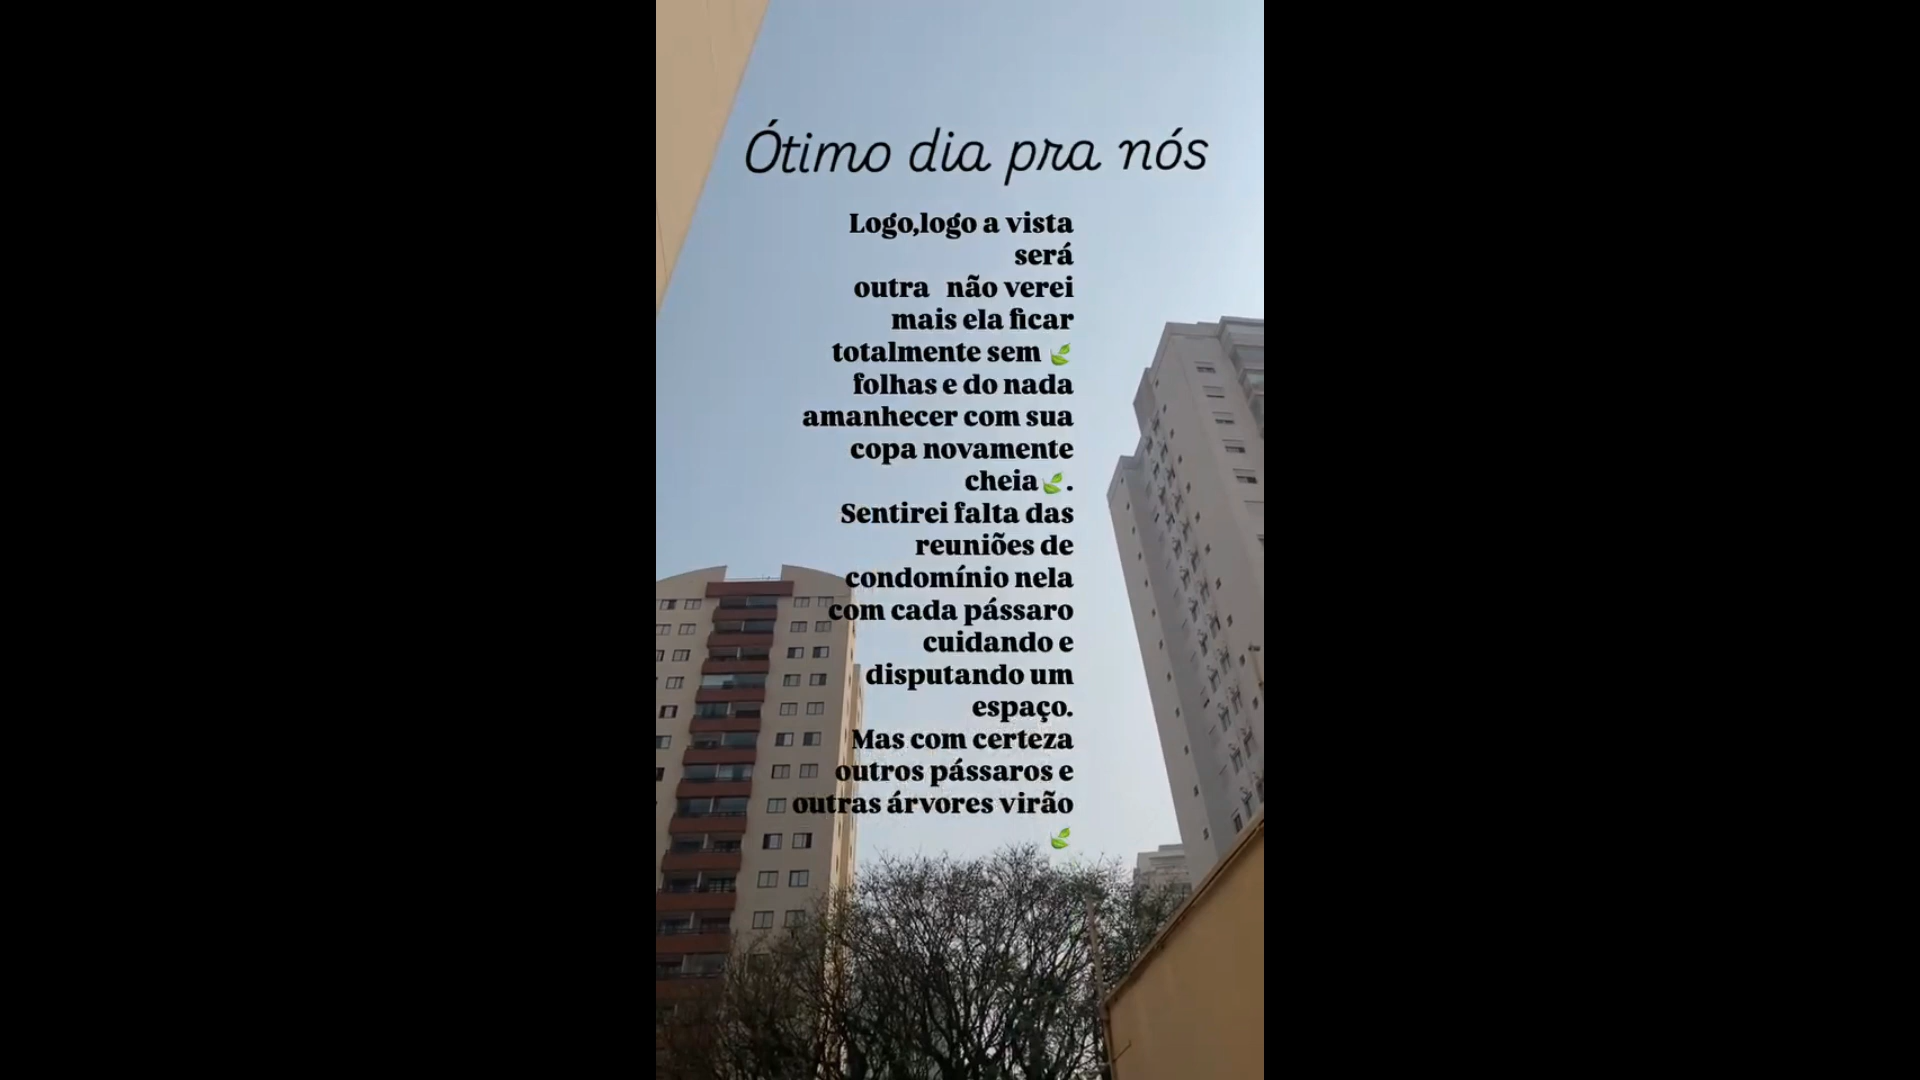 Ótimo dia pra nós
Logo,logo a vista
será
outra não verei
mais ela ficar
totalmente sem 🍃
folhas e do nada
amanhecer com sua
copa novamente
cheia🍃.
Sentirei falta das
reuniões de
condomínio nela
com cada pássaro
cuidando e
disputando um
espaço.
Mas com certeza
outros pássaros e
outras árvores virão
🍃